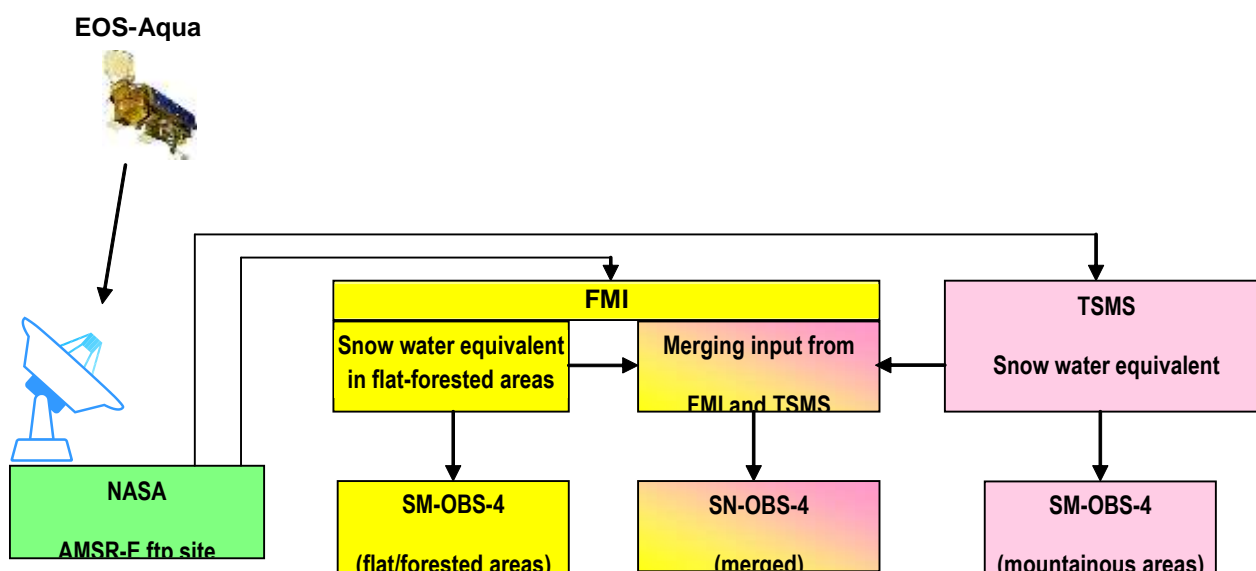 EOS-Aqua
FMI
Snow water equivalent
in flat-forested areas
Merging input from
FMI and TSMS
TSMS
Snow water equivalent
NASA
AMSR-E ftp site
SM-OBS-4
(flat/forested areas)
SN-OBS-4
(merged)
SM-OBS-4
(mountainous areas)